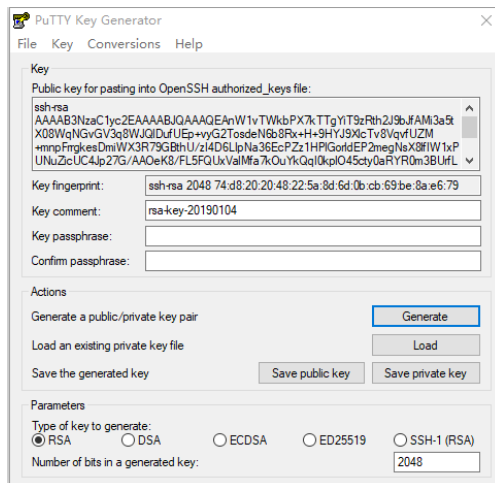 PuTTY Key Generator
File Key Conversions Help
Key
Public key for pasting into OpenSSH authorized_keys file:
ssh-rsa
AAAAB3NzaC1yc2EAAAABJQAAAQEAnW1vTWkbPX7kTTgYiT9zRth2J9bJfAMi3a5t
X08WqNGvGV3q8WJQIDufUEp+vyG2TosdeN6b8Rx+H+9HYJ9XlcTv8VqvfUZM
+mnpFrrgkesDmiWX3R79GBthU/zI4D6LlpNa36EcPZz1HPIGorldEP2megNsX8lfIW1xP
UNuZicUC4Jp27G/AAOeK8/FL5FQUxValMfa7kOuYkQqI0kpIO45cty0aRYR0m3BUrfL
Key fingerprint: ssh-rsa 2048 74:d8:20:20:48:22:5a:8d:6d:0b:cb:69:be:8a:e6:79
Key comment: rsa-key-20190104
Key passphrase:
Confirm passphrase:
Actions
Generate a public/private key pair Generate
Load an existing private key file Load
Save the generated key Save public key Save private key
Parameters
Type of key to generate:
RSA DSA ECDSA ED25519 SSH-1 (RSA)
Number of bits in a generated key: 2048